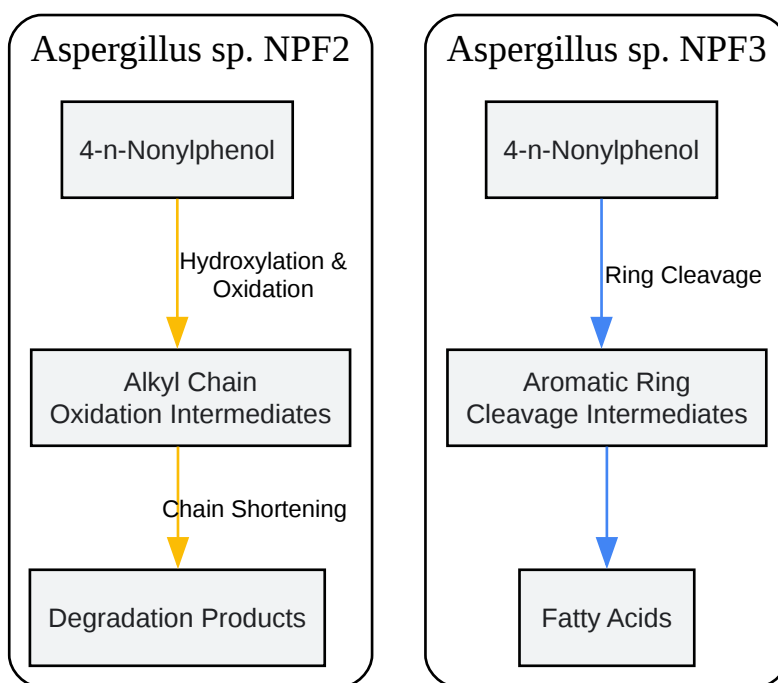 Aspergillus sp. NPF2
4-n-Nonylphenol
Hydroxylation &
Oxidation
Alkyl Chain
Oxidation Intermediates
Chain Shortening
Degradation Products
Aspergillus sp. NPF3
4-n-Nonylphenol
Ring Cleavage
Aromatic Ring
Cleavage Intermediates
Fatty Acids